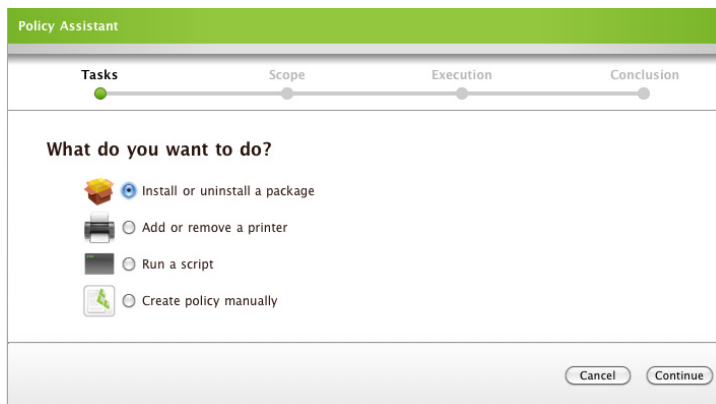 Policy Assistant
Tasks Scope Execution Conclusion
What do you want to do?
Install or uninstall a package
Add or remove a printer
Run a script
Create policy manually
Cancel Continue